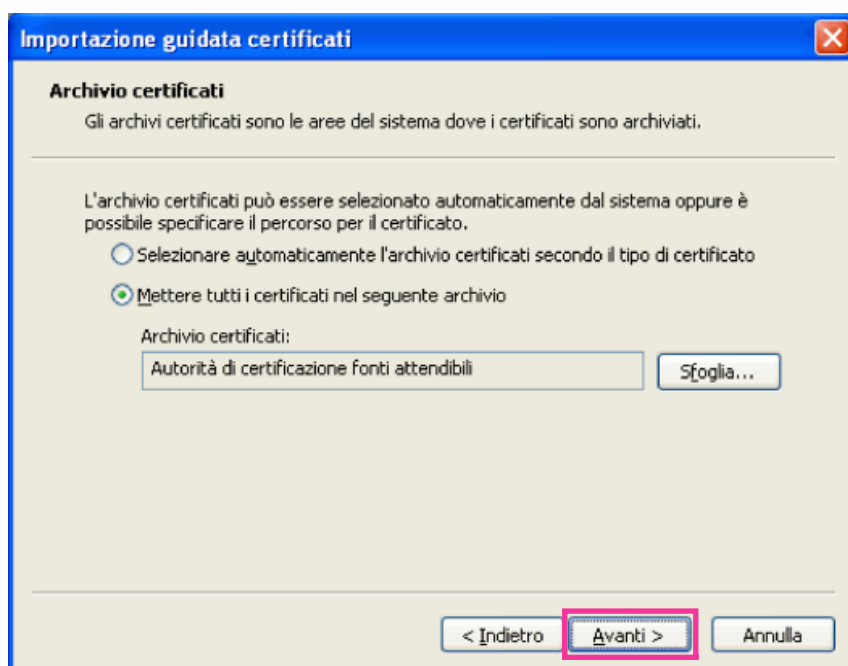 Importazione guidata certificati
Archivio certificati
Gli archivi certificati sono le aree del sistema dove i certificati sono archiviati.
L'archivio certificati può essere selezionato automaticamente dal sistema oppure è
possibile specificare il percorso per il certificato.
Selezionare automaticamente l'archivio certificati secondo il tipo di certificato
Mettere tutti i certificati nel seguente archivio
Archivio certificati:
Autorità di certificazione fonti attendibili
Sfoglia...
< Indietro
Avanti >
Annulla